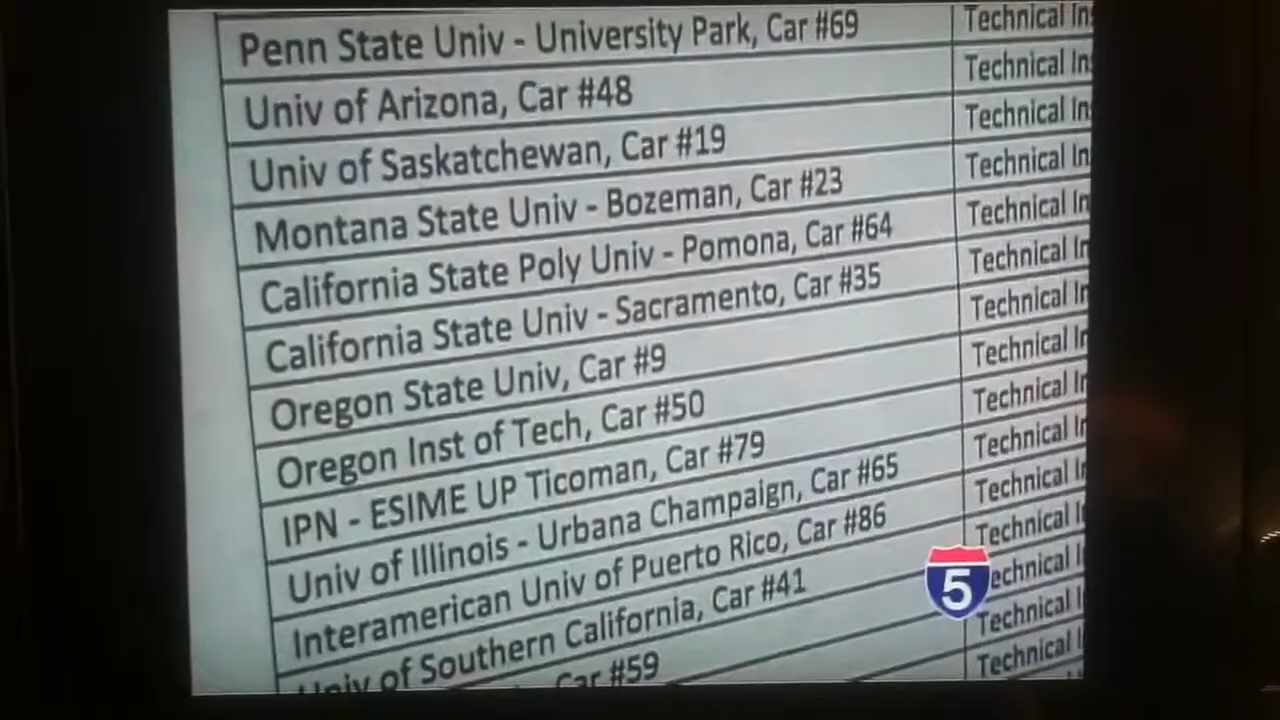 Penn State Univ - University Park, Car #69 Technical Ins
Univ of Arizona, Car #48 Technical Ins
Univ of Saskatchewan, Car #19 Technical In
Montana State Univ - Bozeman, Car #23 Technical In
California State Poly Univ - Pomona, Car #64 Technical In
California State Univ - Sacramento, Car #35 Technical In
Oregon State Univ, Car #9 Technical In
Oregon Inst of Tech, Car #50 Technical In
IPN - ESIME UP Ticoman, Car #79 Technical In
Univ of Illinois - Urbana Champaign, Car #65 Technical In
Interamerican Univ of Puerto Rico, Car #86 Technical I
Univ of Southern California, Car #41 Technical I
Car #59 Technical I
Technical I
Technical I
5